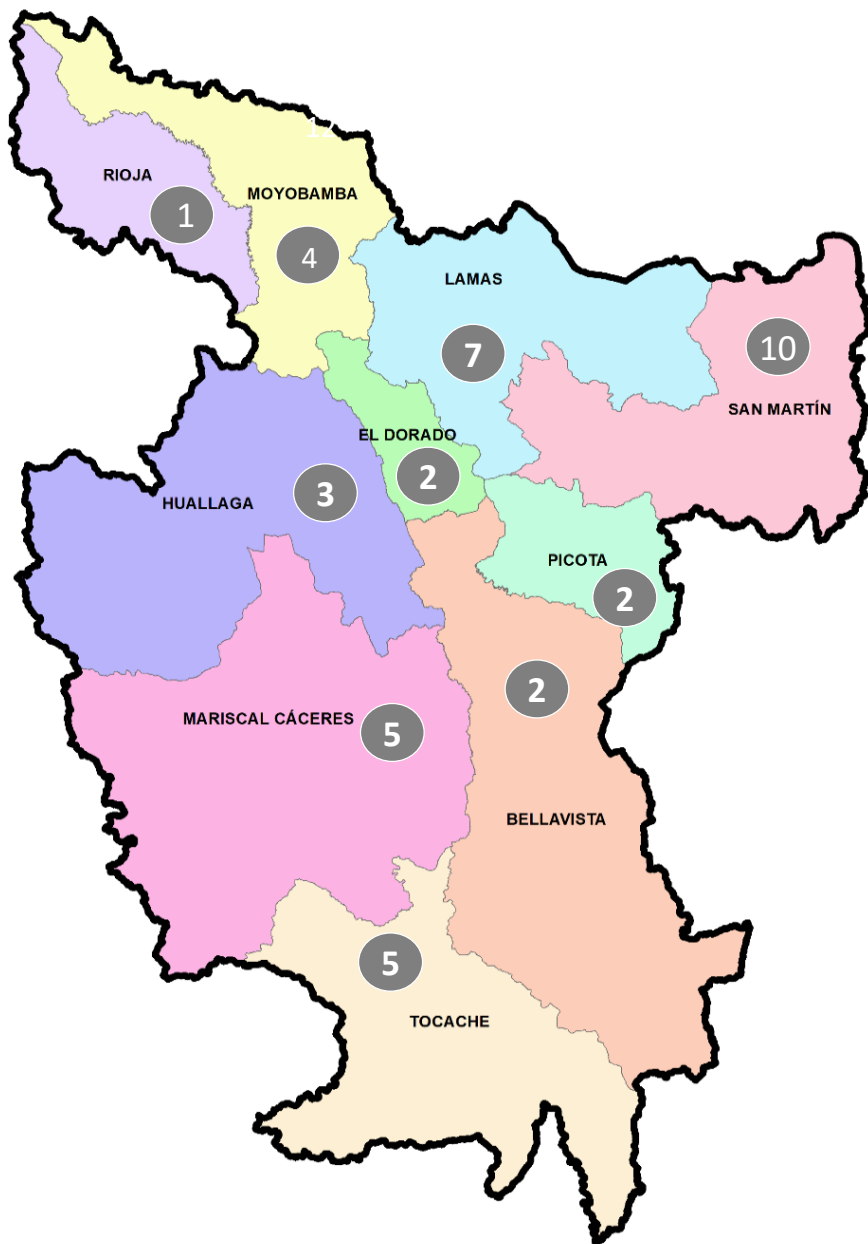 RIOJA
1
MOYOBAMBA
4
LAMAS
7
10
SAN MARTÍN
EL DORADO
2
HUALLAGA
3
PICOTA
2
2
MARISCAL CÁCERES
5
BELLAVISTA
5
TOCACHE